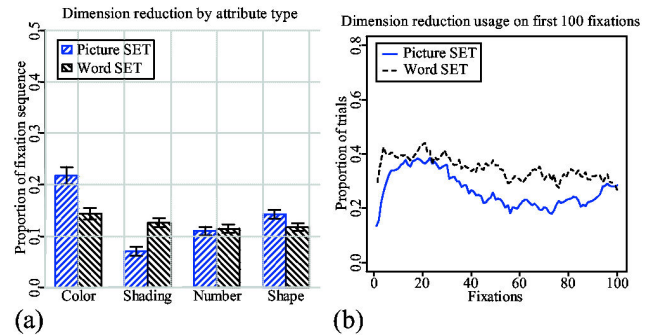 Dimension reduction by attribute type
Proportion of fixation sequence
0.5
0.4
0.3
0.2
0.1
0.0
Picture SET
Word SET
Color Shading Number Shape
(a)
Dimension reduction usage on first 100 fixations
Proportion of trials
0.8
0.6
0.4
0.2
0.0
Picture SET
Word SET
0 20 40 60 80 100
Fixations
(b)